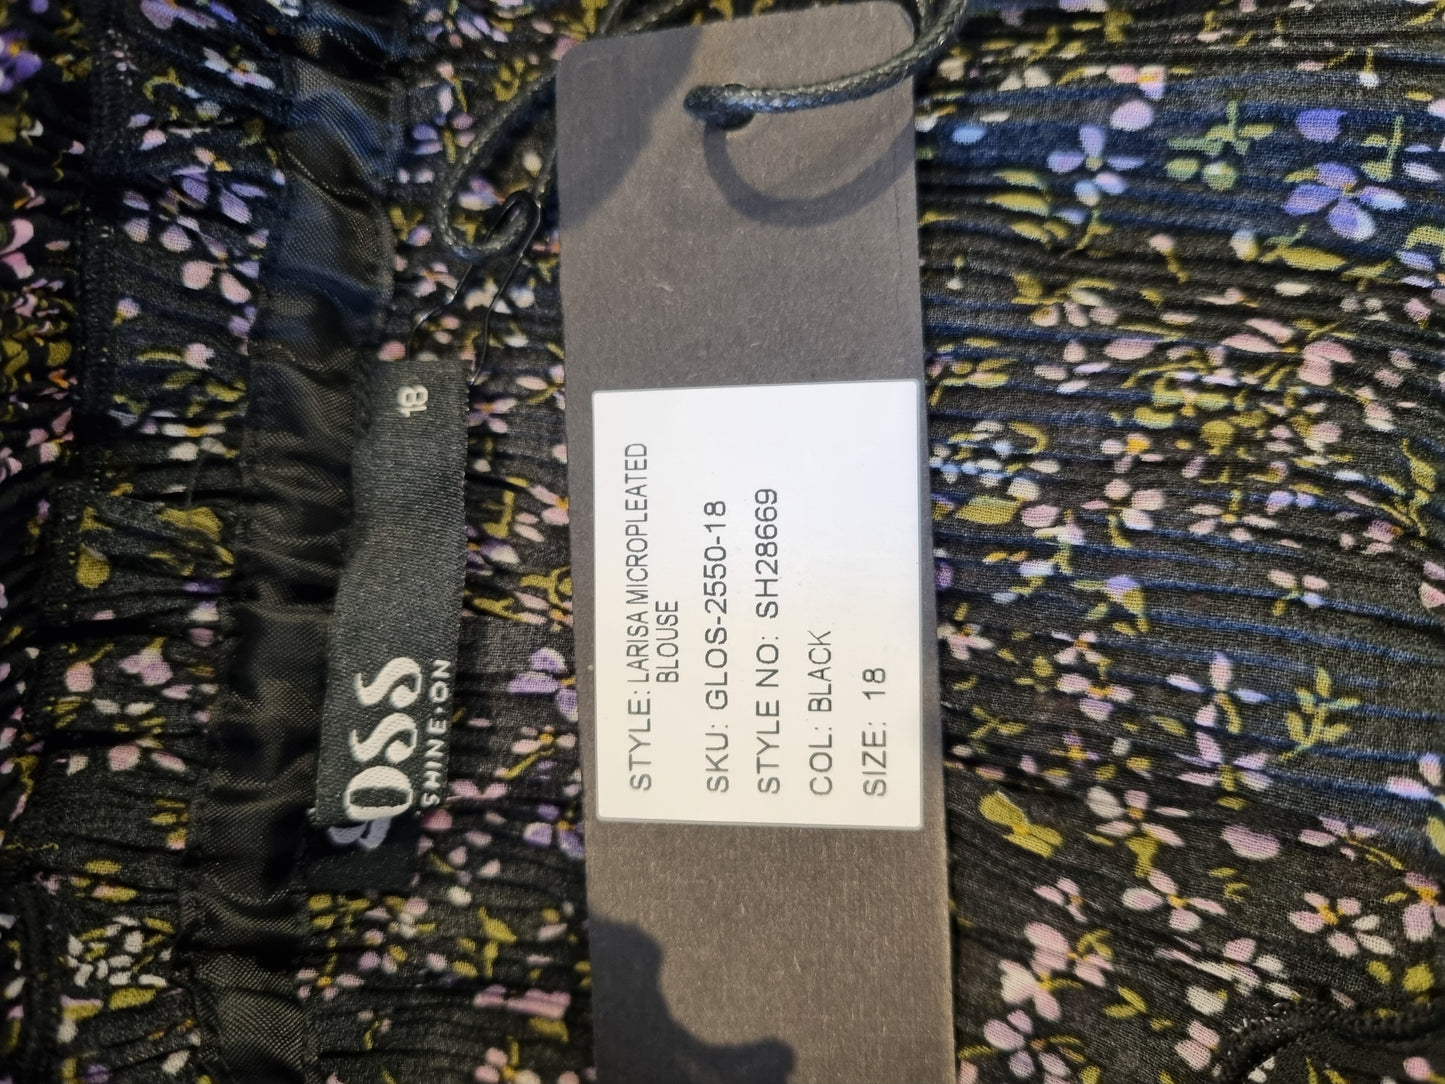 18
OSS
SHINE·ON
STYLE: LARISA MICROPLEATED
BLOUSE
SKU: GLOS-2550-18
STYLE NO: SH28669
COL: BLACK
SIZE: 18